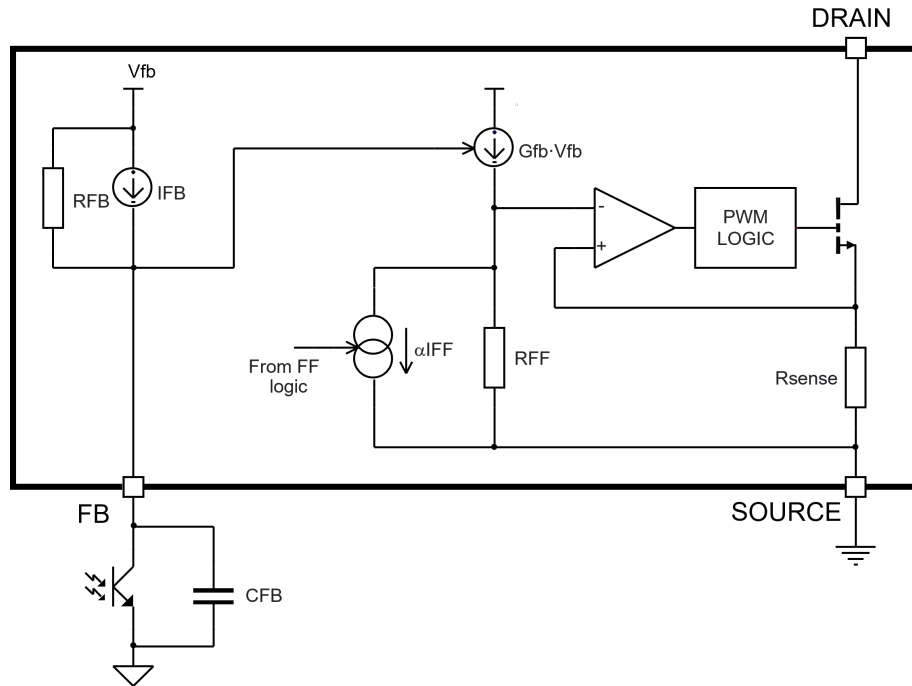 DRAIN
Vfb
Gfb·Vfb
RFB
IFB
-
+
PWM
LOGIC
αIFF
From FF
logic
RFF
Rsense
FB
SOURCE
CFB